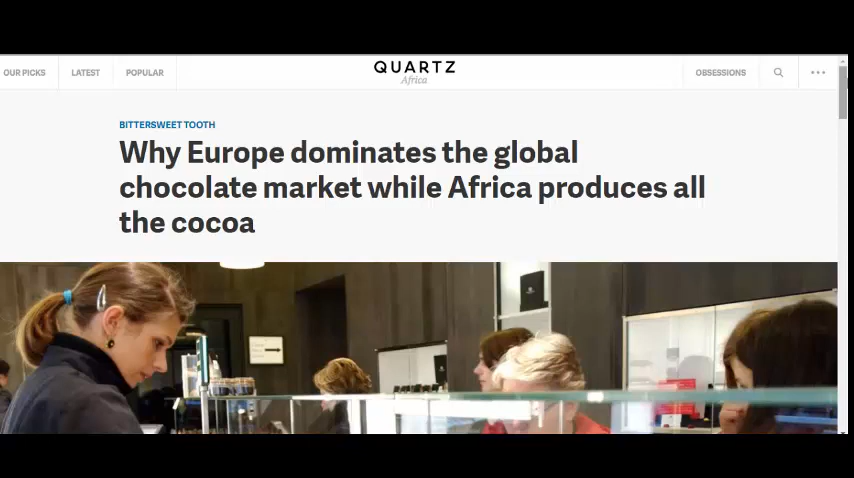 OUR PICKS LATEST POPULAR QUARTZ OBSESSIONS
Africa
BITTERSWEET TOOTH
Why Europe dominates the global
chocolate market while Africa produces all
the cocoa